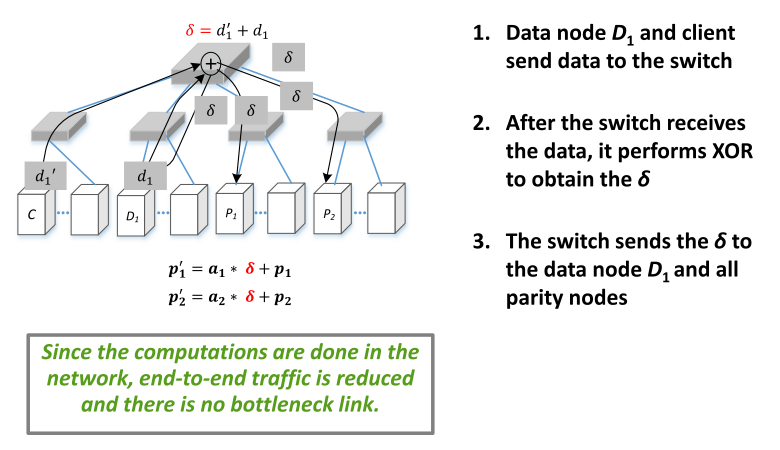 δ = d₁′ + d₁
δ
δ
δ
δ
d₁′
d₁
C
D₁
P₁
P₂
p₁′ = a₁ * δ + p₁
p₂′ = a₂ * δ + p₂
Since the computations are done in the
network, end-to-end traffic is reduced
and there is no bottleneck link.
1. Data node D₁ and client
send data to the switch
2. After the switch receives
the data, it performs XOR
to obtain the δ
3. The switch sends the δ to
the data node D₁ and all
parity nodes